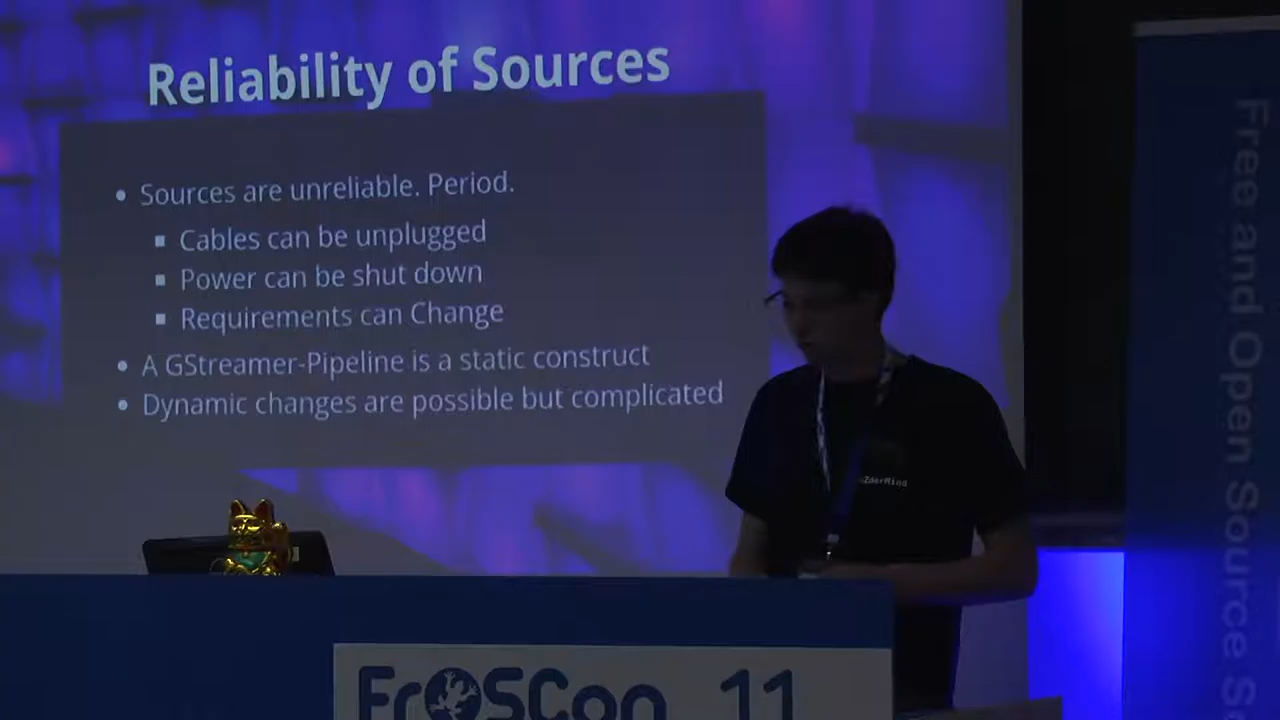 Reliability of Sources
• Sources are unreliable. Period.
▪ Cables can be unplugged
▪ Power can be shut down
▪ Requirements can Change
• A GStreamer-Pipeline is a static construct
• Dynamic changes are possible but complicated
FrOSCon 11
Free and Open Source